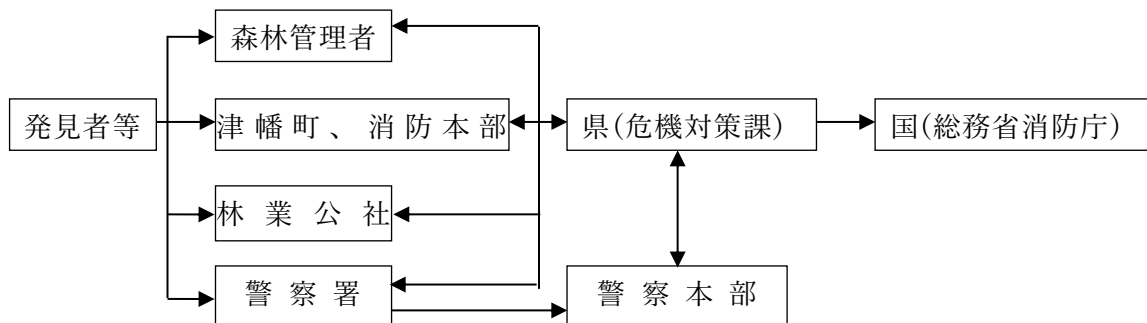 森林管理者
発見者等
津幡町、消防本部
県(危機対策課)
国(総務省消防庁)
林業公社
警察署
警察本部